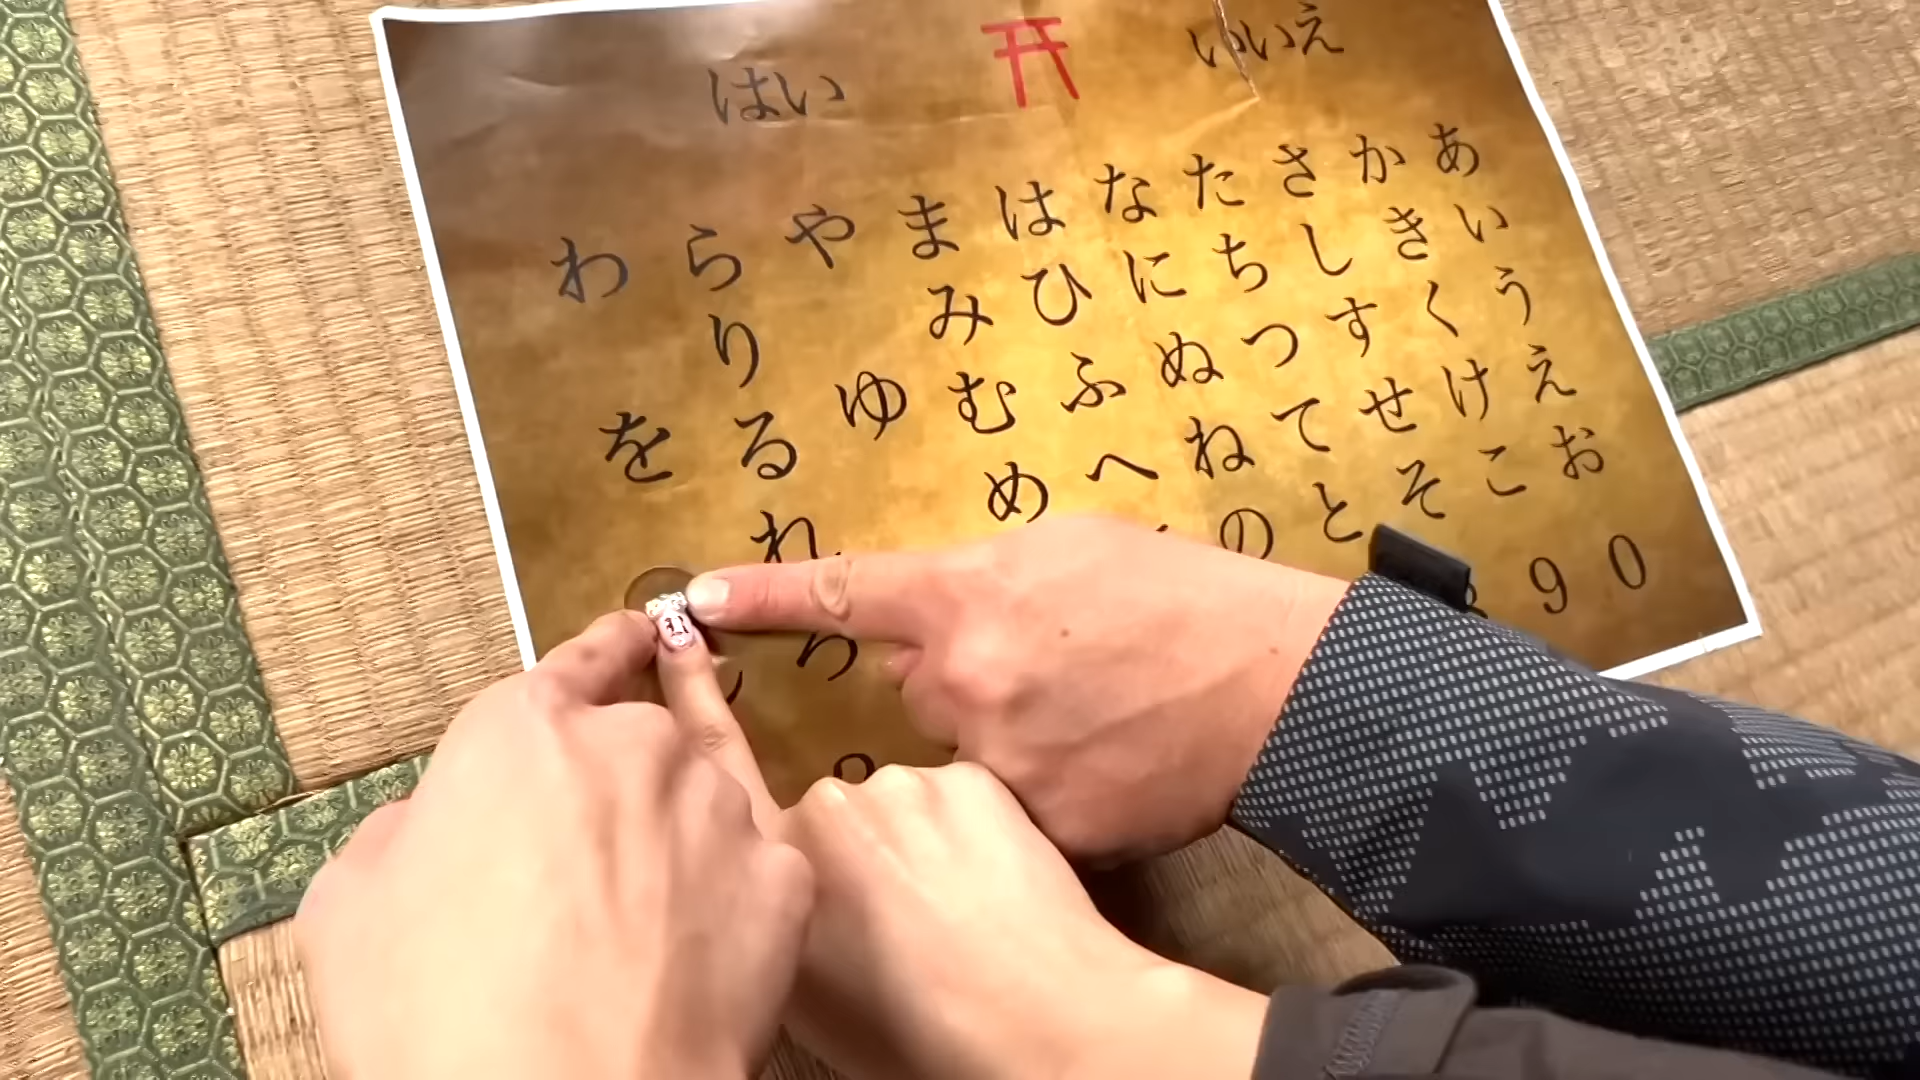 はい いいえ
わ らやまはなたさかあ
り みひにちしきい
を るゆむふぬつすくう
れ めへねてせけえ
ろ のとそこお
9 0